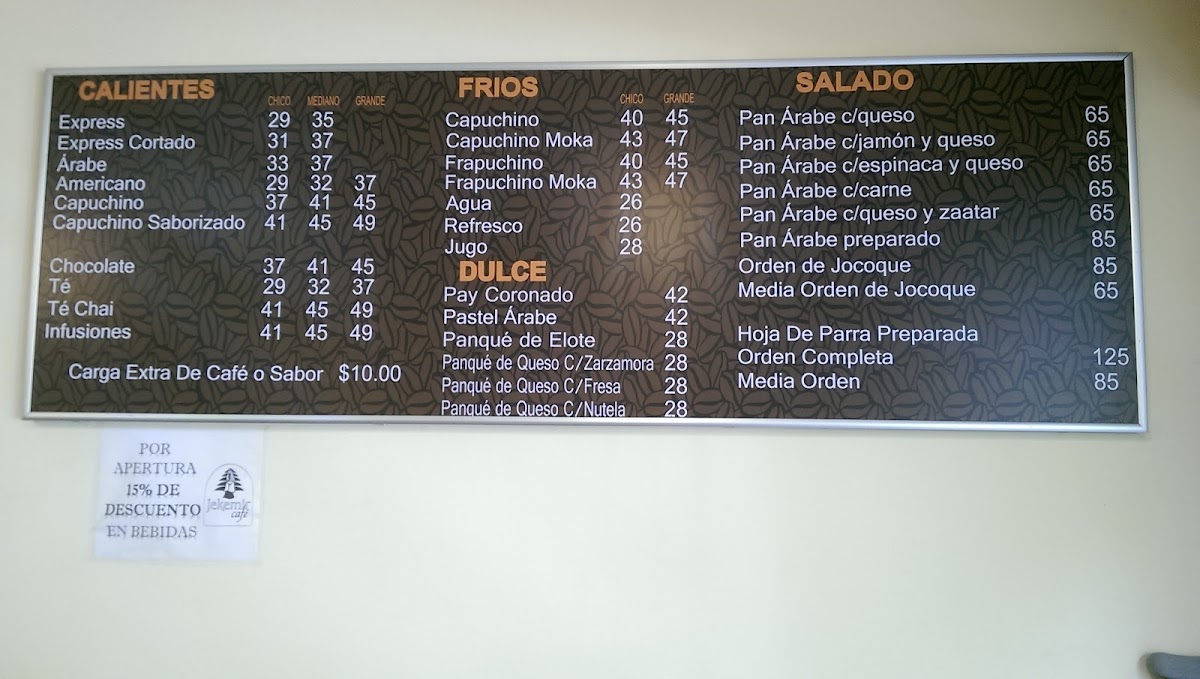 CALIENTES
CHICO MEDIANO GRANDE
Express 29 35
Express Cortado 31 37
Árabe 33 37
Americano 29 32 37
Capuchino 37 41 45
Capuchino Saborizado 41 45 49
Chocolate 37 41 45
Té 29 32 37
Té Chai 41 45 49
Infusiones 41 45 49
Carga Extra De Café o Sabor $10.00
FRIOS
CHICO GRANDE
Capuchino 40 45
Capuchino Moka 43 47
Frapuchino 40 45
Frapuchino Moka 43 47
Agua 26
Refresco 26
Jugo 28
DULCE
Pay Coronado 42
Pastel Árabe 42
Panqué de Elote 28
Panqué de Queso C/Zarzamora 28
Panqué de Queso C/Fresa 28
Panqué de Queso C/Nutela 28
SALADO
Pan Árabe c/queso 65
Pan Árabe c/jamón y queso 65
Pan Árabe c/espinaca y queso 65
Pan Árabe c/carne 65
Pan Árabe c/queso y zaatar 65
Pan Árabe preparado 85
Orden de Jocoque 85
Media Orden de Jocoque 65
Hoja De Parra Preparada
Orden Completa 125
Media Orden 85
POR
APERTURA
15% DE
DESCUENTO
EN BEBIDAS
Jekemir
café